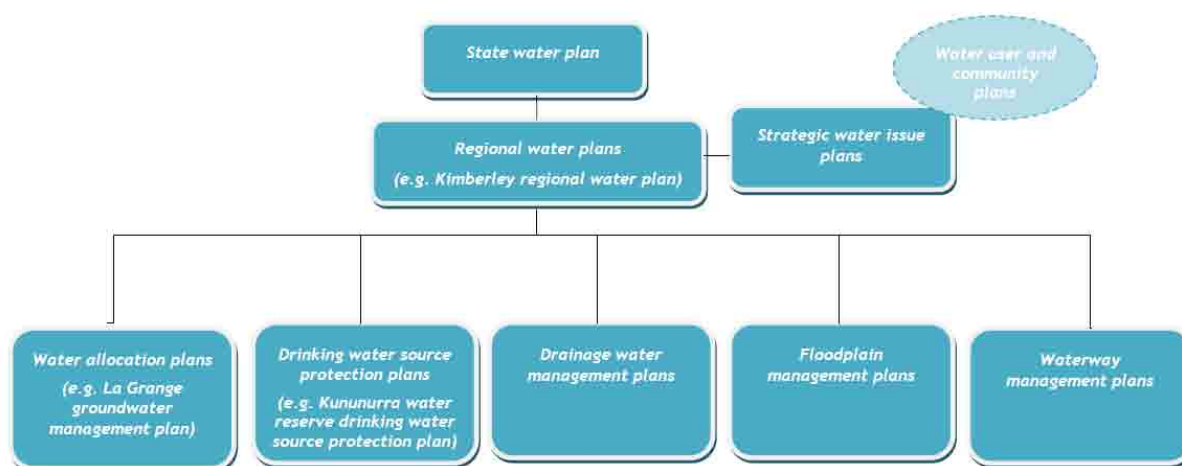 State water plan
Water user and
community
plans
Regional water plans
(e.g. Kimberley regional water plan)
Strategic water issue
plans
Water allocation plans
(e.g. La Grange
groundwater
management plan)
Drinking water source
protection plans
(e.g. Kununurra water
reserve drinking water
source protection plan)
Drainage water
management plans
Floodplain
management plans
Waterway
management plans